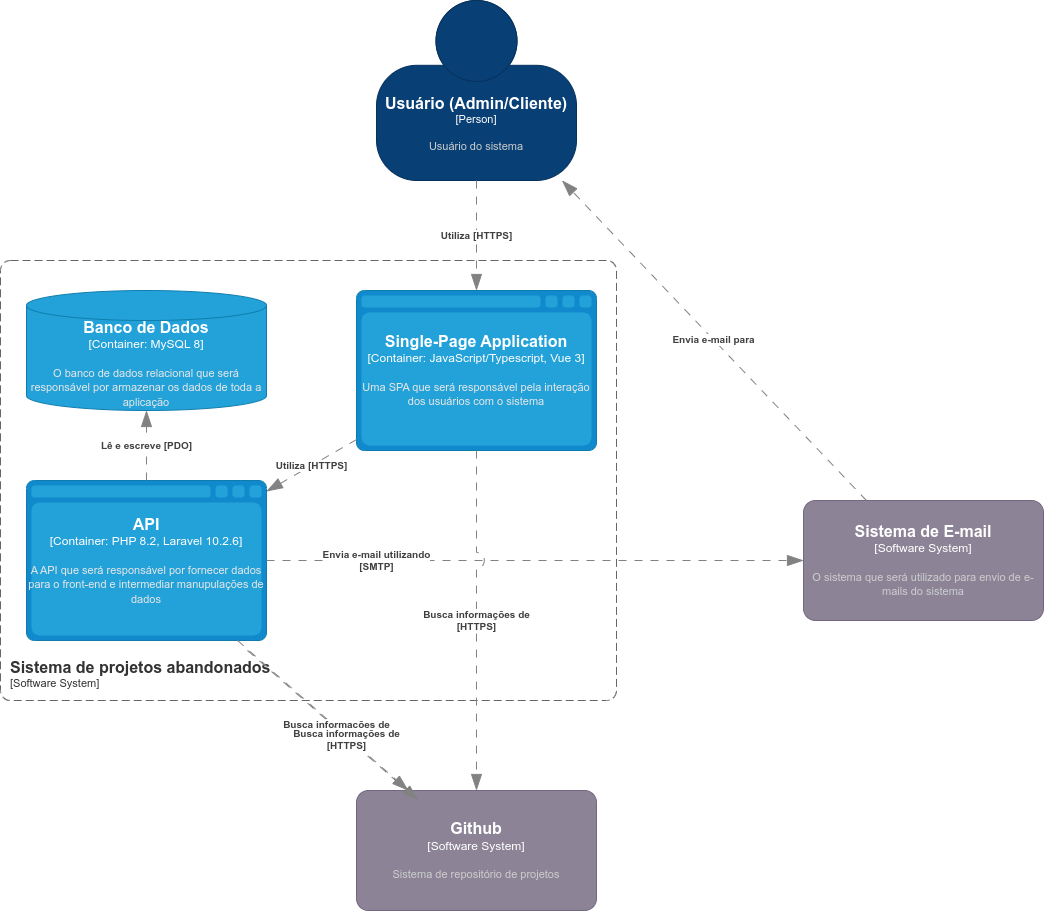 Usuário (Admin/Cliente)
[Person]
Usuário do sistema
Utiliza [HTTPS]
Banco de Dados
[Container: MySQL 8]
O banco de dados relacional que será
responsável por armazenar os dados de toda a
aplicação
Single-Page Application
[Container: JavaScript/Typescript, Vue 3]
Uma SPA que será responsável pela interação
dos usuários com o sistema
Envia e-mail para
Lê e escreve [PDO]
Utiliza [HTTPS]
API
[Container: PHP 8.2, Laravel 10.2.6]
A API que será responsável por fornecer dados
para o front-end e intermediar manupulações de
dados
Envia e-mail utilizando
[SMTP]
Sistema de E-mail
[Software System]
O sistema que será utilizado para envio de e-
mails do sistema
Busca informações de
[HTTPS]
Sistema de projetos abandonados
[Software System]
Busca informações de
Busca informações de
[HTTPS]
Github
[Software System]
Sistema de repositório de projetos